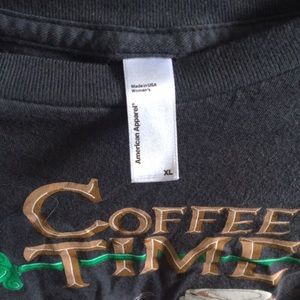 Made in USA
Women's
American Apparel®
XL
COFFEE
TIME